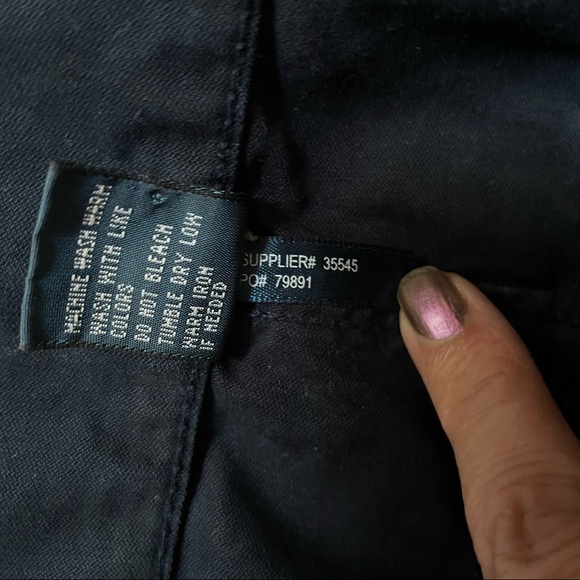 MACHINE WASH WARM
WASH WITH LIKE
COLORS
DO NOT BLEACH
TUMBLE DRY LOW
WARM IRON
IF NEEDED
SUPPLIER# 35545
PO# 79891